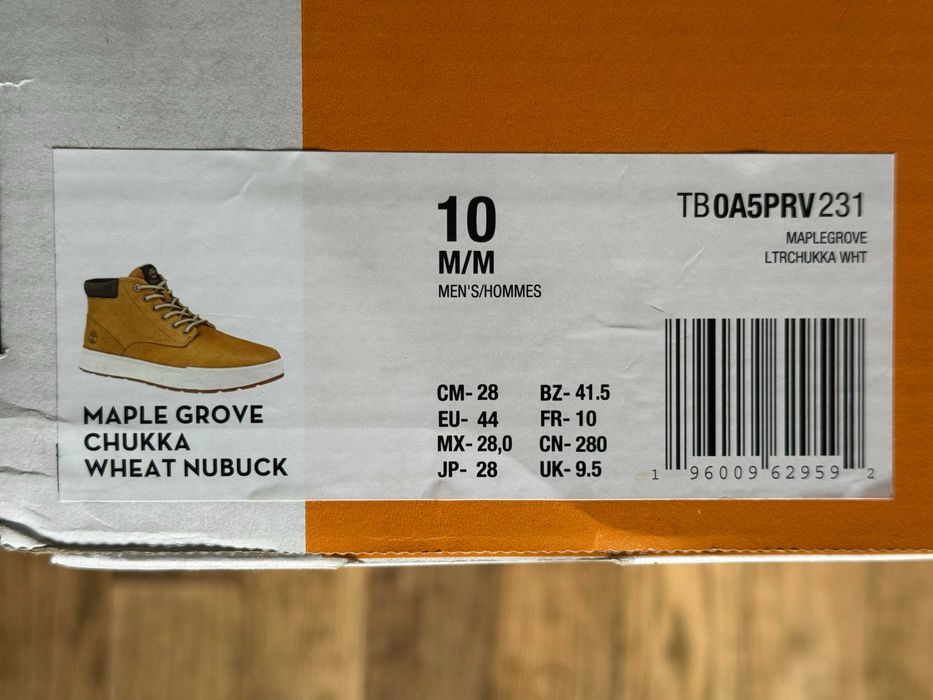 10
M/M
MEN'S/HOMMES
TB0A5PRV231
MAPLEGROVE
LTRCHUKKA WHT
MAPLE GROVE
CHUKKA
WHEAT NUBUCK
CM- 28 BZ- 41.5
EU- 44 FR- 10
MX- 28,0 CN- 280
JP- 28 UK- 9.5
1 96009 62959 2